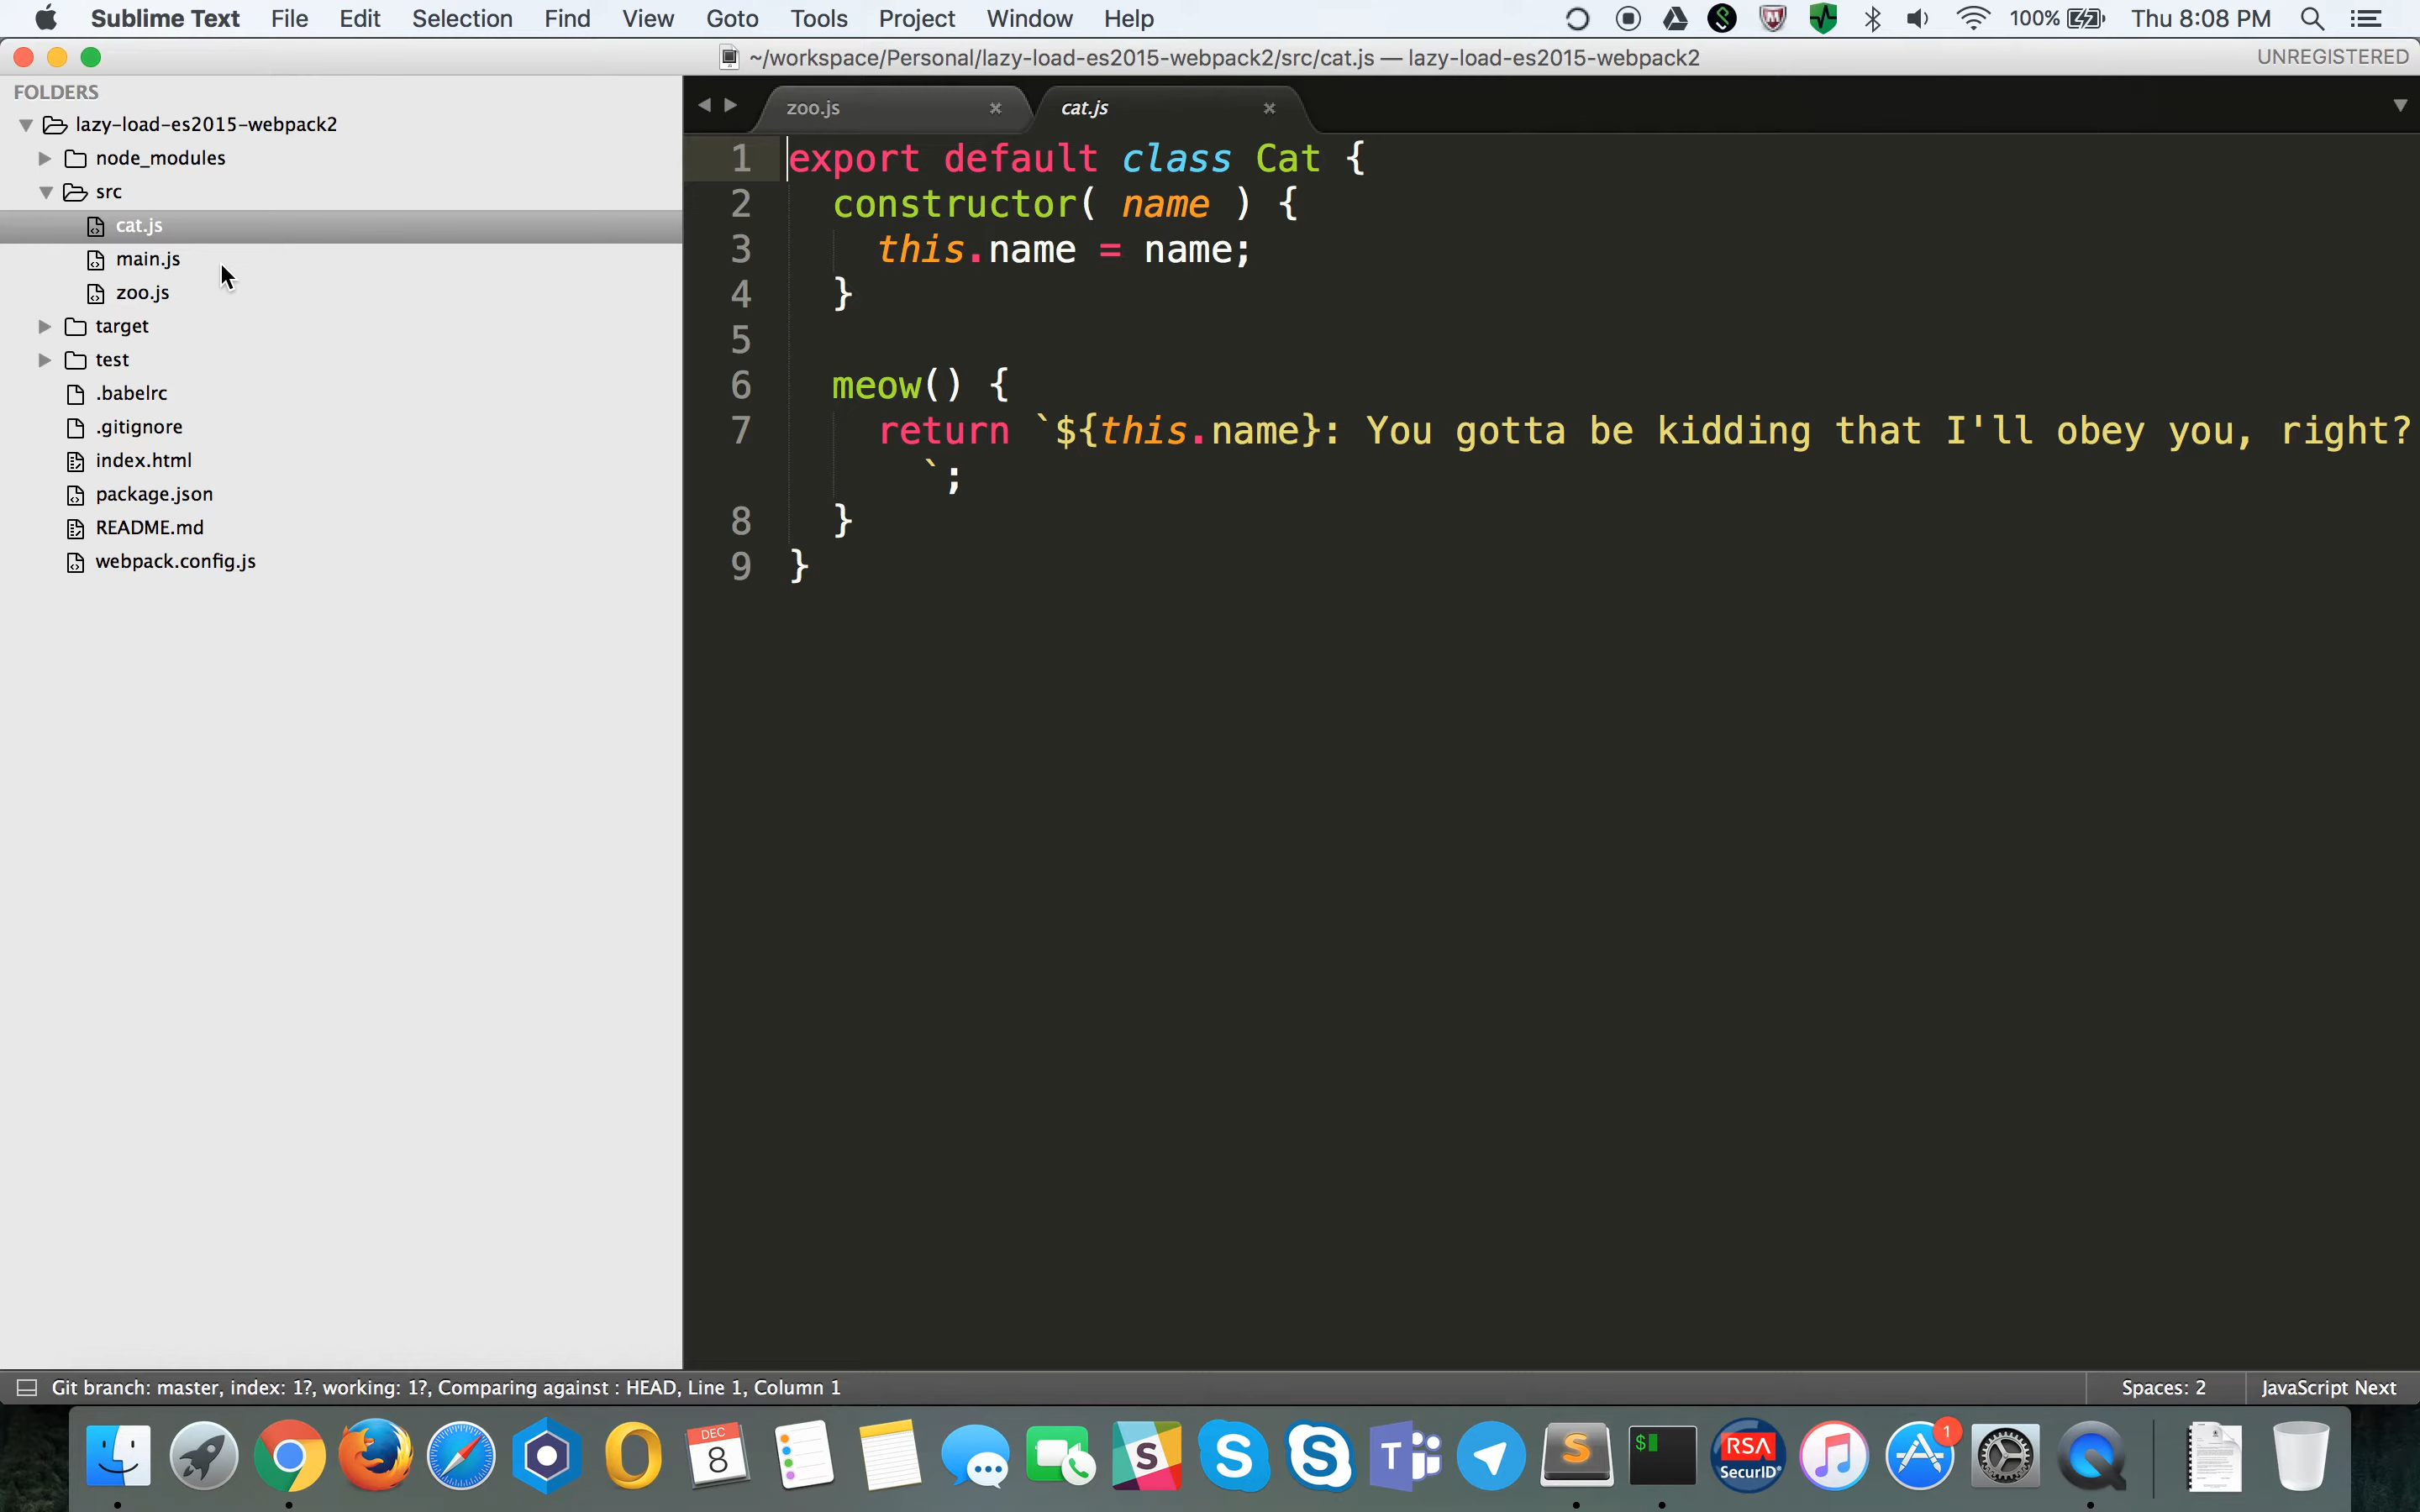 Sublime Text File Edit Selection Find View Goto Tools Project Window Help 100% Thu 8:08 PM
~/workspace/Personal/lazy-load-es2015-webpack2/src/cat.js — lazy-load-es2015-webpack2 UNREGISTERED
FOLDERS
lazy-load-es2015-webpack2
node_modules
src
cat.js
main.js
zoo.js
target
test
.babelrc
.gitignore
index.html
package.json
README.md
webpack.config.js
zoo.js × cat.js ×
1 export default class Cat {
2 constructor( name ) {
3 this.name = name;
4 }
5
6 meow() {
7 return `${this.name}: You gotta be kidding that I'll obey you, right?
`;
8 }
9 }
Git branch: master, index: 1?, working: 1?, Comparing against : HEAD, Line 1, Column 1 Spaces: 2 JavaScript Next
DEC
8
RSA
SecurID®
1